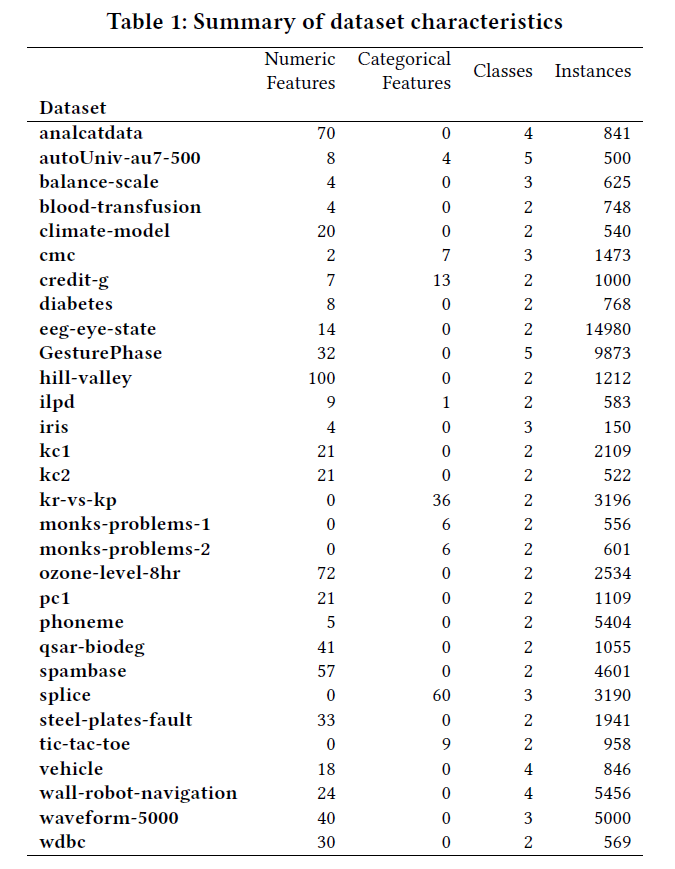 Table 1: Summary of dataset characteristics
Numeric Categorical
Features Features Classes Instances
Dataset
analcatdata 70 0 4 841
autoUniv-au7-500 8 4 5 500
balance-scale 4 0 3 625
blood-transfusion 4 0 2 748
climate-model 20 0 2 540
cmc 2 7 3 1473
credit-g 7 13 2 1000
diabetes 8 0 2 768
eeg-eye-state 14 0 2 14980
GesturePhase 32 0 5 9873
hill-valley 100 0 2 1212
ilpd 9 1 2 583
iris 4 0 3 150
kc1 21 0 2 2109
kc2 21 0 2 522
kr-vs-kp 0 36 2 3196
monks-problems-1 0 6 2 556
monks-problems-2 0 6 2 601
ozone-level-8hr 72 0 2 2534
pc1 21 0 2 1109
phoneme 5 0 2 5404
qsar-biodeg 41 0 2 1055
spambase 57 0 2 4601
splice 0 60 3 3190
steel-plates-fault 33 0 2 1941
tic-tac-toe 0 9 2 958
vehicle 18 0 4 846
wall-robot-navigation 24 0 4 5456
waveform-5000 40 0 3 5000
wdbc 30 0 2 569